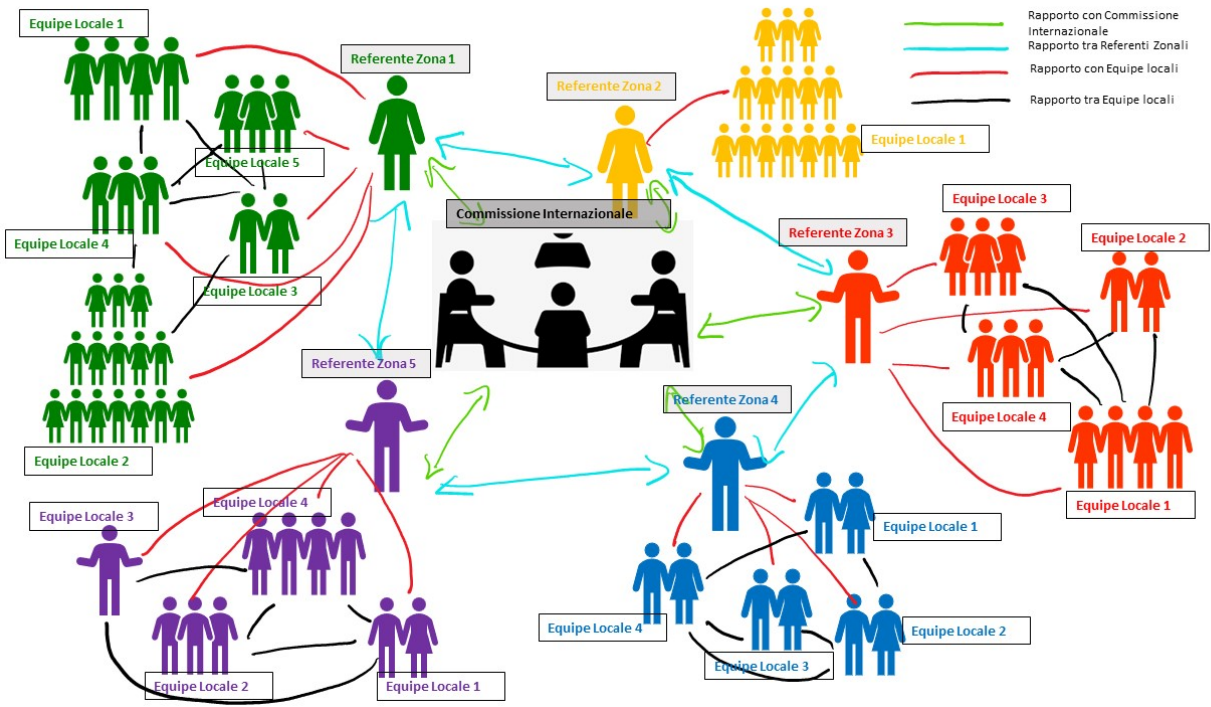 Equipe Locale 1
Referente Zona 1
Referente Zona 2
Rapporto con Commissione
Internazionale
Rapporto tra Referenti Zonali
Rapporto con Equipe locali
Rapporto tra Equipe locali
Equipe Locale 1
Equipe Locale 5
Equipe Locale 4
Equipe Locale 3
Equipe Locale 2
Commissione Internazionale
Referente Zona 3
Equipe Locale 3
Equipe Locale 2
Equipe Locale 4
Equipe Locale 1
Referente Zona 5
Referente Zona 4
Equipe Locale 3
Equipe Locale 4
Equipe Locale 2
Equipe Locale 1
Equipe Locale 1
Equipe Locale 4
Equipe Locale 2
Equipe Locale 3